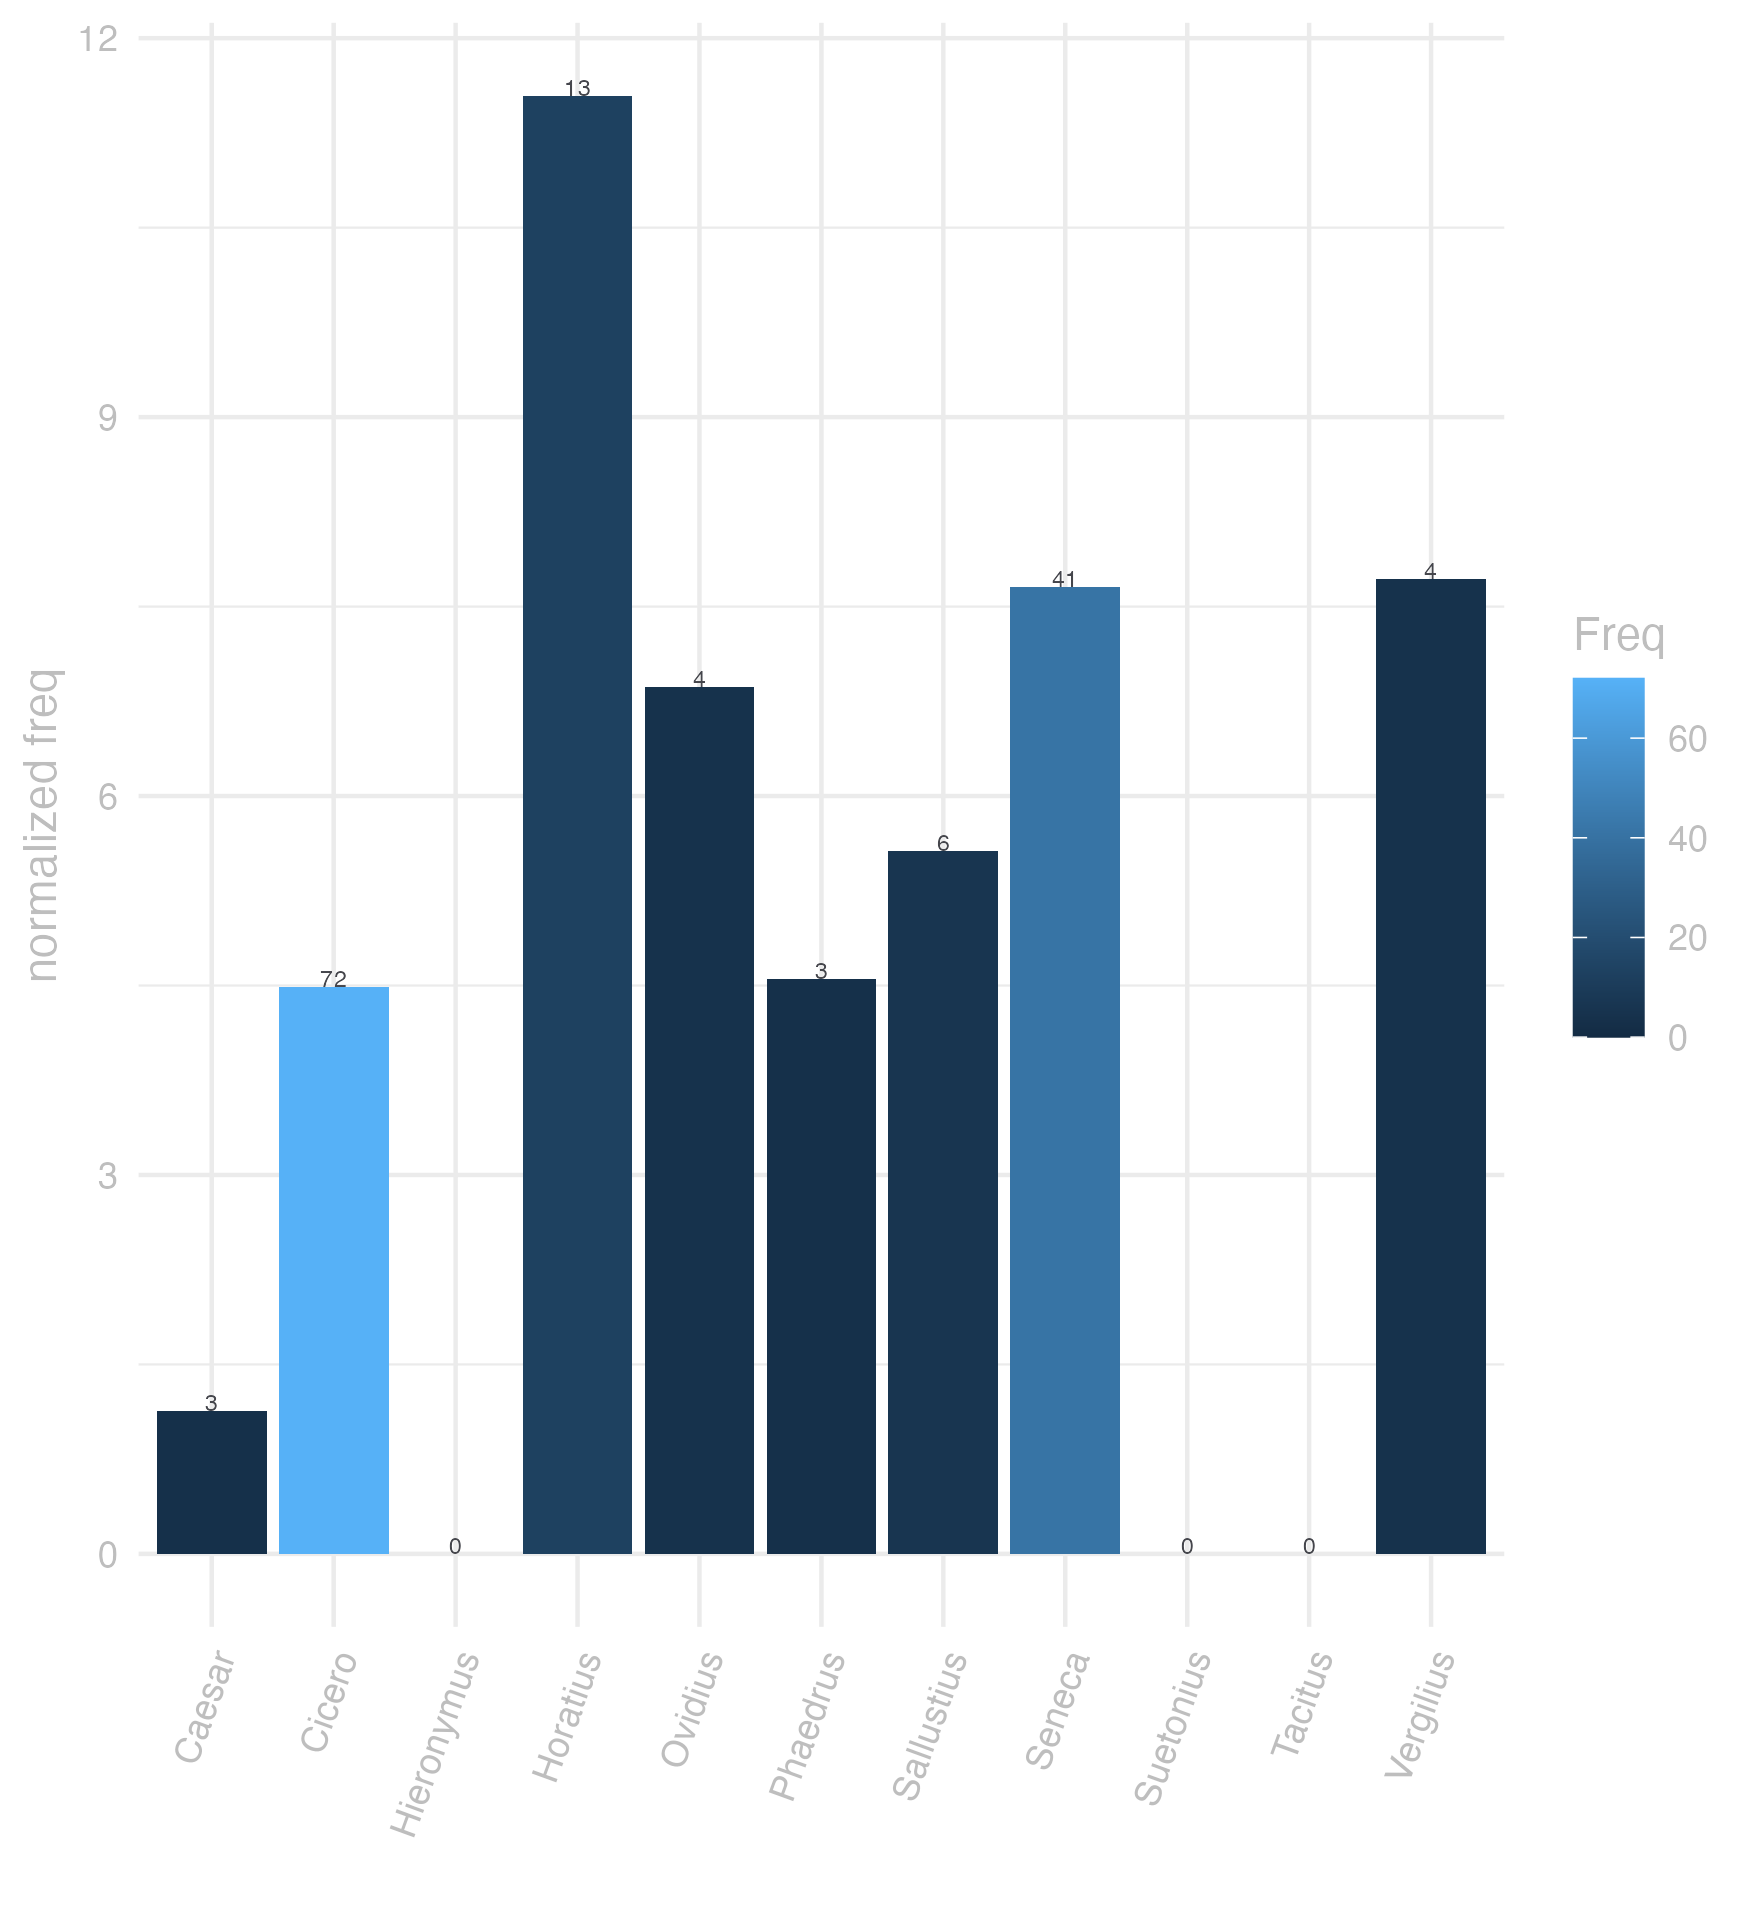 normalized freq
12
9
6
3
0
3
72
0
13
4
3
6
41
0
0
4
Caesar
Cicero
Hieronymus
Horatius
Ovidius
Phaedrus
Sallustius
Seneca
Suetonius
Tacitus
Vergilius
Freq
60
40
20
0